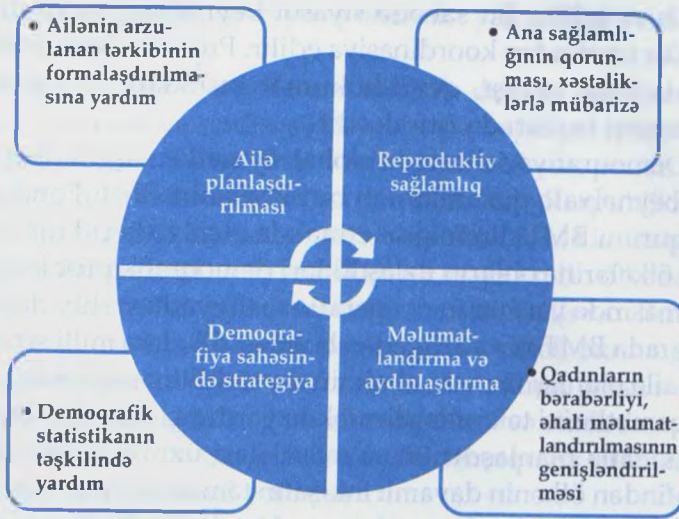 • Ailənin arzu-
lanan tərkibinin
formalaşdırılma-
sına yardım
• Ana sağlamlı-
ğının qorun-
ması, xəstəlik-
lərlə mübarizə
Ailə
planlaşdı-
rılması
Reproduktiv
sağlamlıq
Demoqra-
fiya sahəsin-
də strategiya
Məlumat-
landırma və
aydınlaşdırma
• Demoqrafik
statistikanın
təşkilində
yardım
• Qadınların
bərabərliyi,
əhali məlumat-
landırılmasının
genişləndiril-
məsi